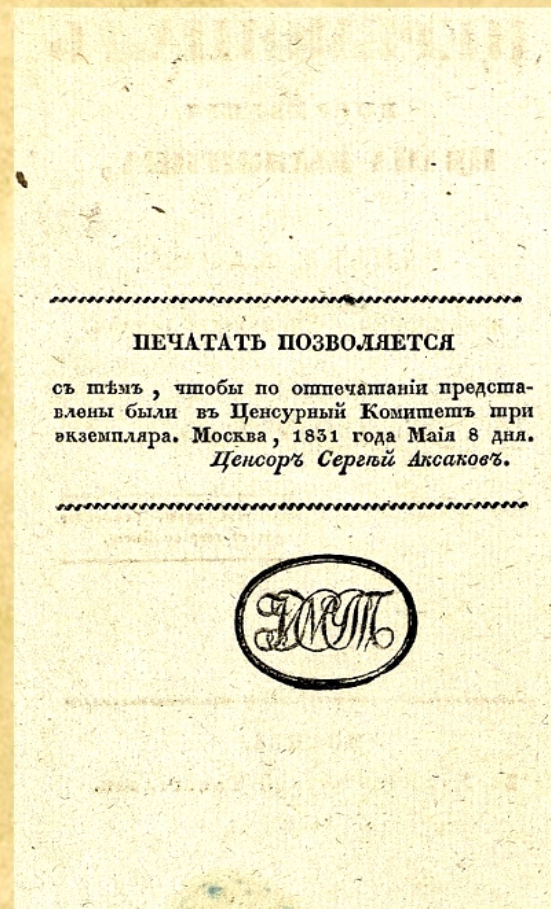 ПЕЧАТАТЬ ПОЗВОЛЯЕТСЯ
съ тѣмъ, чтобы по отпечатаніи предста-
влены были въ Ценсурный Комитетъ три
экземпляра. Москва, 1831 года Маія 8 дня.
Ценсоръ Сергѣй Аксаковъ.